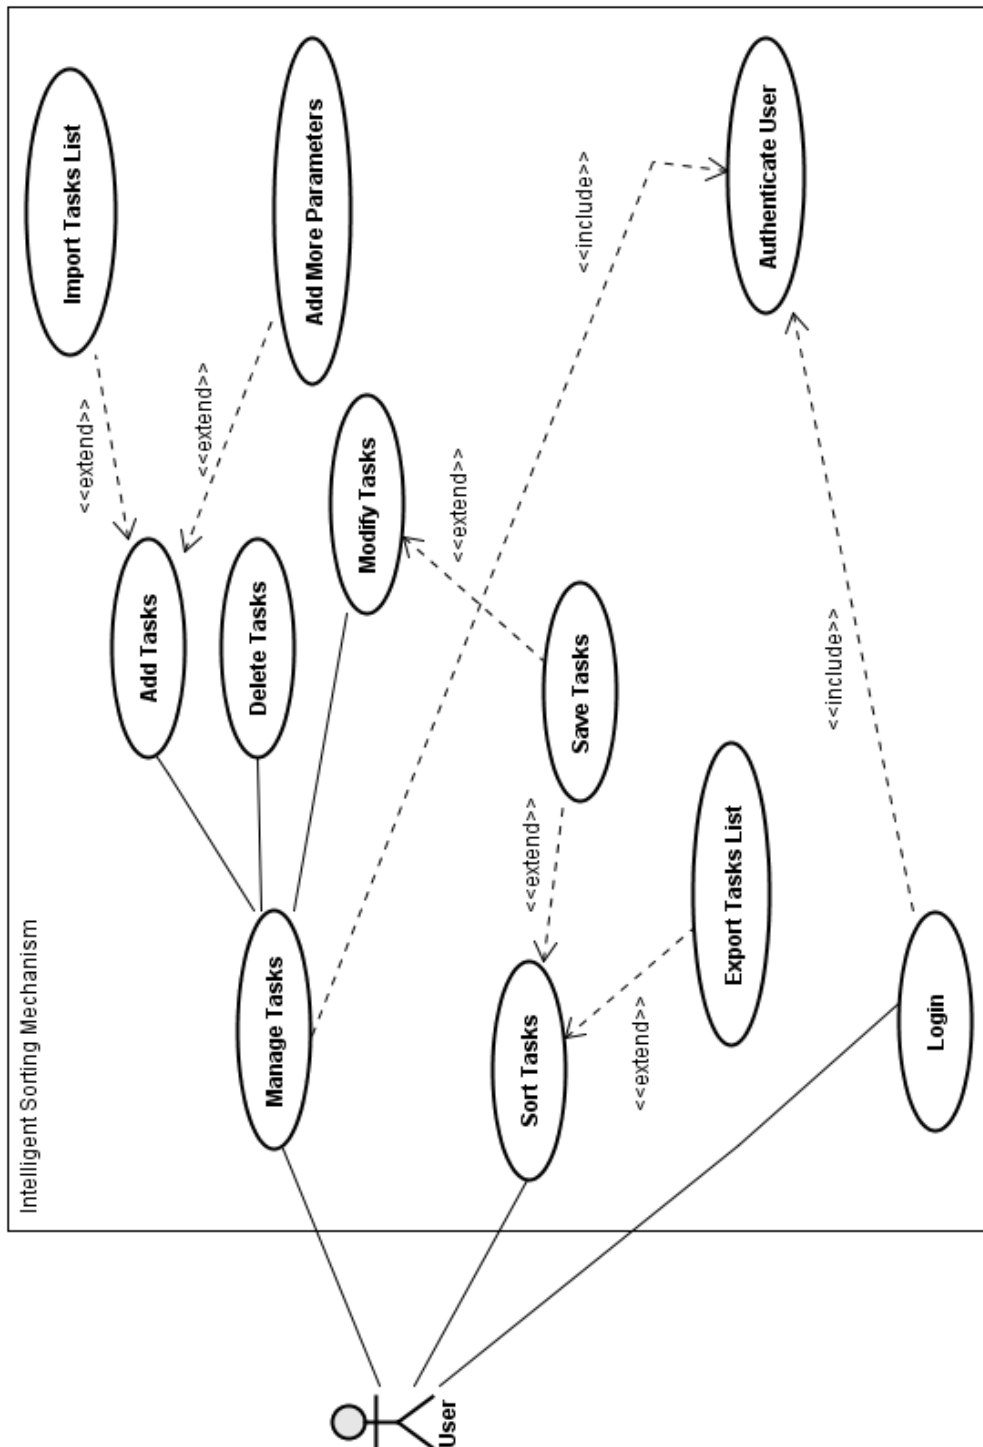 Intelligent Sorting Mechanism
Import Tasks List
<<extend>>
Add Tasks
<<extend>>
Add More Parameters
Delete Tasks
Manage Tasks
Modify Tasks
<<extend>>
User
Sort Tasks
<<extend>>
Save Tasks
<<include>>
<<extend>>
Export Tasks List
Authenticate User
<<include>>
Login